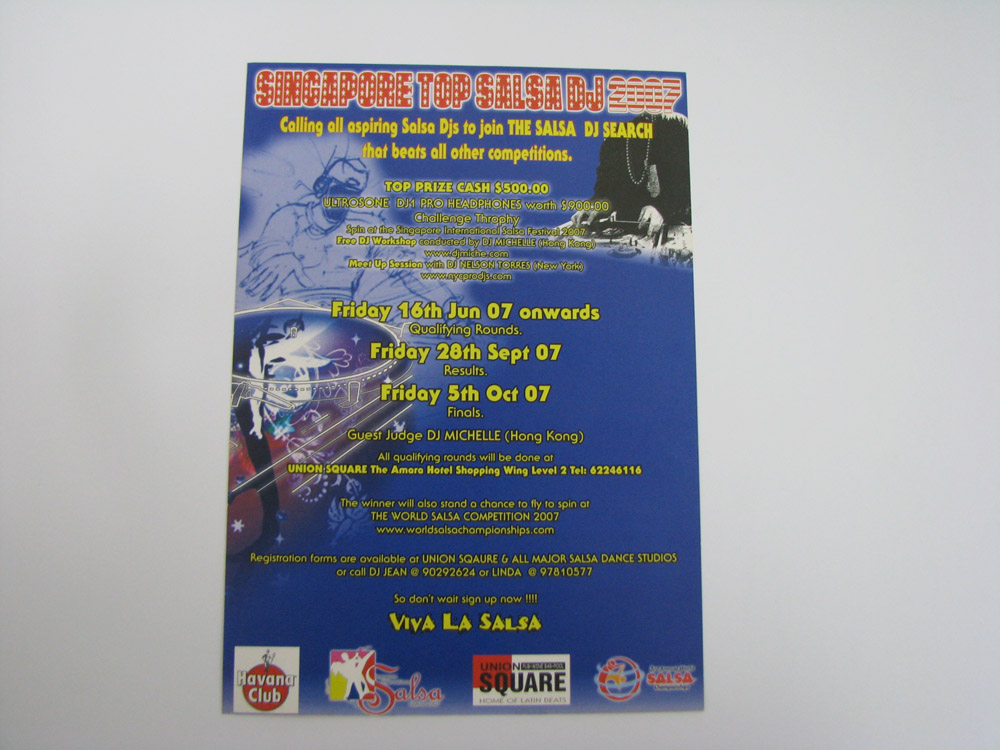 SINGAPORE TOP SALSA DJ 2007
Calling all aspiring Salsa Djs to join THE SALSA DJ SEARCH
that beats all other competitions.
TOP PRIZE CASH $500.00
ULTROSONE DJ1 PRO HEADPHONES worth $900.00
Challenge Throphy
Spin at the Singapore International Salsa Festival 2007
Free DJ Workshop conducted by DJ MICHELLE (Hong Kong)
www.djmiche.com
Meet Up Session with DJ NELSON TORRES (New York)
www.nycprodjs.com
Friday 16th Jun 07 onwards
Qualifying Rounds.
Friday 28th Sept 07
Results.
Friday 5th Oct 07
Finals.
Guest Judge DJ MICHELLE (Hong Kong)
All qualifying rounds will be done at
UNION SQUARE The Amara Hotel Shopping Wing Level 2 Tel: 62246116
The winner will also stand a chance to fly to spin at
THE WORLD SALSA COMPETITION 2007
www.worldsalsachampionships.com
Registration forms are available at UNION SQAURE & ALL MAJOR SALSA DANCE STUDIOS
or call DJ JEAN @ 90292624 or LINDA @ 97810577
So don't wait sign up now !!!!
VIVA LA SALSA
Havana
Club
Salsa
UNION
SQUARE
HOME OF LATIN BEATS
SALSA
Championships